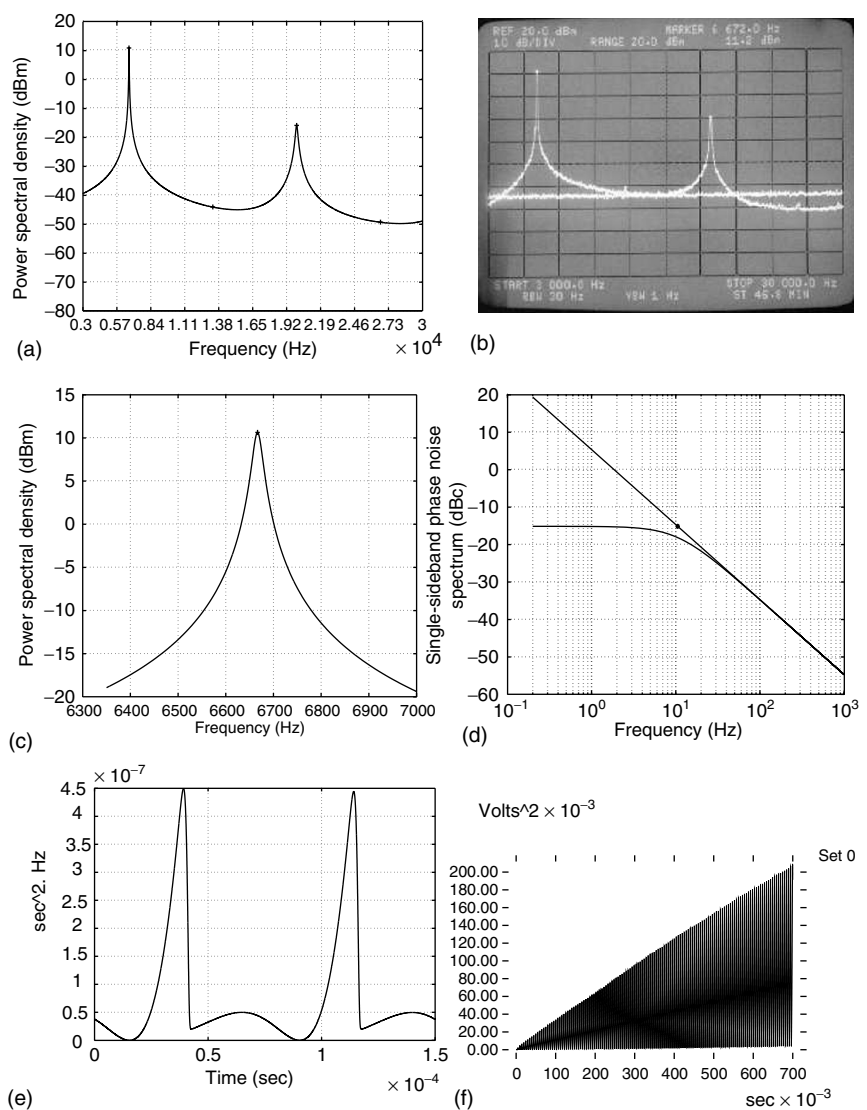 20
10
0
−10
−20
−30
−40
−50
−60
−70
−80
Power spectral density (dBm)
0.3 0.57 0.84 1.11 1.38 1.65 1.92 2.19 2.46 2.73 3
Frequency (Hz)
× 10^4
(a)
REF 20.0 dBm MARKER 6 672.0 Hz
10 dB/DIV RANGE 20.0 dBm 11.2 dBm
START 3 000.0 Hz STOP 30 000.0 Hz
RBW 30 Hz VBW 1 Hz ST 46.8 MIN
(b)
15
10
5
0
−5
−10
−15
−20
Power spectral density (dBm)
6300 6400 6500 6600 6700 6800 6900 7000
Frequency (Hz)
(c)
20
10
0
−10
−20
−30
−40
−50
−60
Single-sideband phase noise
spectrum (dBc)
10^−1 10^0 10^1 10^2 10^3
Frequency (Hz)
(d)
× 10^−7
4.5
4
3.5
3
2.5
2
1.5
1
0.5
0
sec^2. Hz
0 0.5 1 1.5
Time (sec)
× 10^−4
(e)
Volts^2 × 10^−3
Set 0
200.00
180.00
160.00
140.00
120.00
100.00
80.00
60.00
40.00
20.00
0.00
0 100 200 300 400 500 600 700
sec × 10^−3
(f)